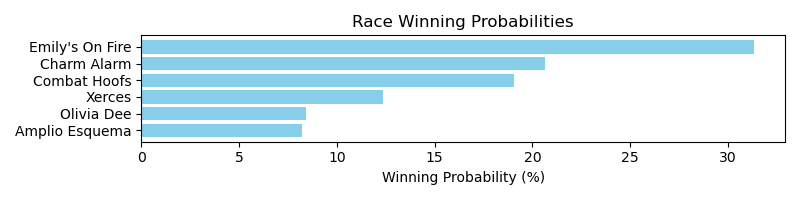 Race Winning Probabilities
Emily's On Fire
Charm Alarm
Combat Hoofs
Xerces
Olivia Dee
Amplio Esquema
0 5 10 15 20 25 30
Winning Probability (%)